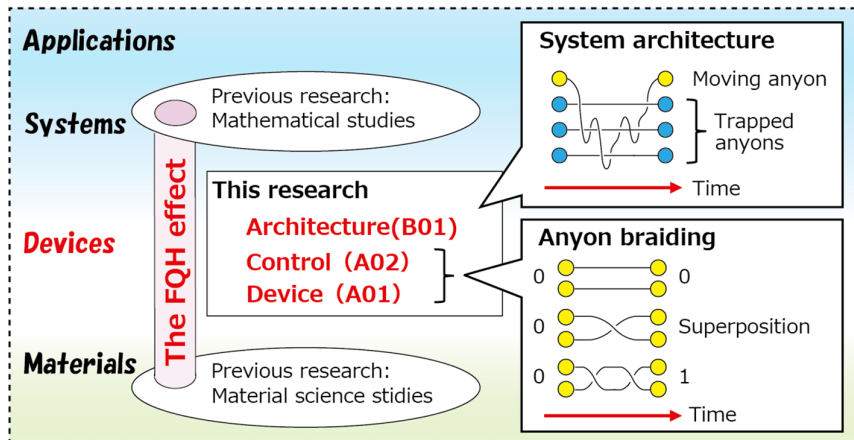 Applications
Systems
Devices
Materials
Previous research:
Mathematical studies
The FQH effect
This research
Architecture(B01)
Control（A02）
Device（A01）
Previous research:
Material science stidies
System architecture
Moving anyon
Trapped
anyons
Time
Anyon braiding
0 0
0 Superposition
0 1
Time